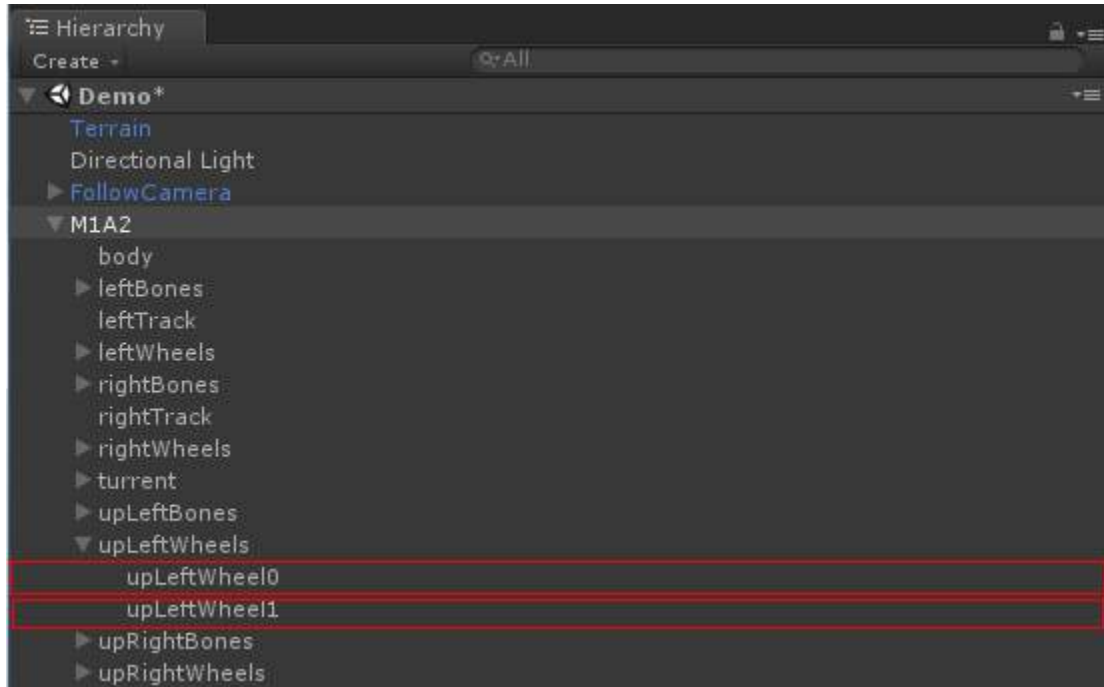 Hierarchy
Create
All
Demo*
Terrain
Directional Light
FollowCamera
M1A2
body
leftBones
leftTrack
leftWheels
rightBones
rightTrack
rightWheels
turrent
upLeftBones
upLeftWheels
upLeftWheel0
upLeftWheel1
upRightBones
upRightWheels